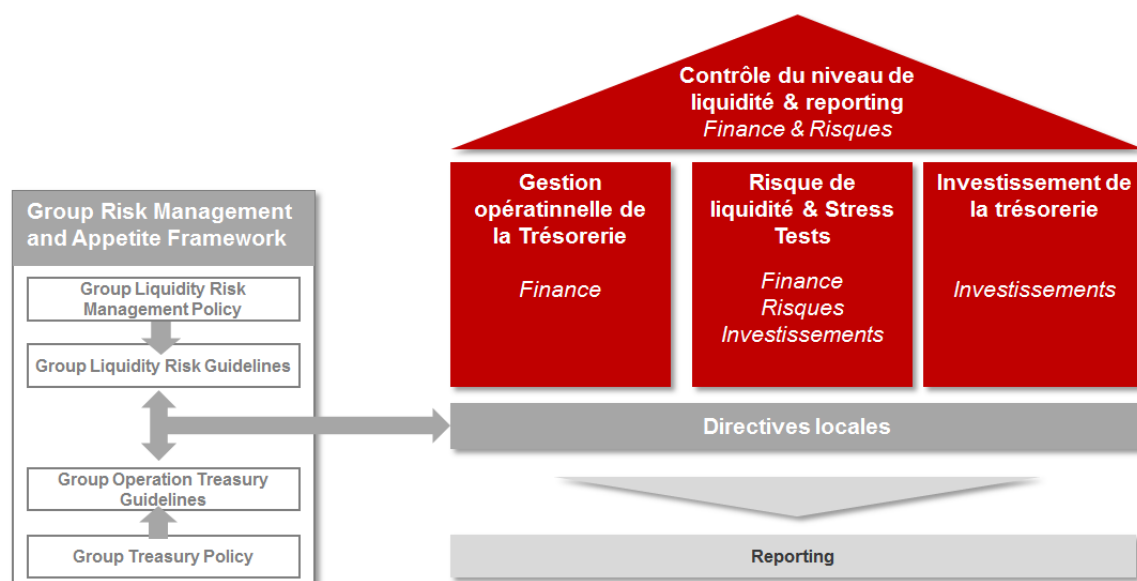 Contrôle du niveau de
liquidité & reporting
Finance & Risques
Gestion
opératinnelle de
la Trésorerie
Finance
Risque de
liquidité & Stress
Tests
Finance
Risques
Investissements
Investissement de
la trésorerie
Investissements
Group Risk Management
and Appetite Framework
Group Liquidity Risk
Management Policy
Group Liquidity Risk Guidelines
Group Operation Treasury
Guidelines
Group Treasury Policy
Directives locales
Reporting